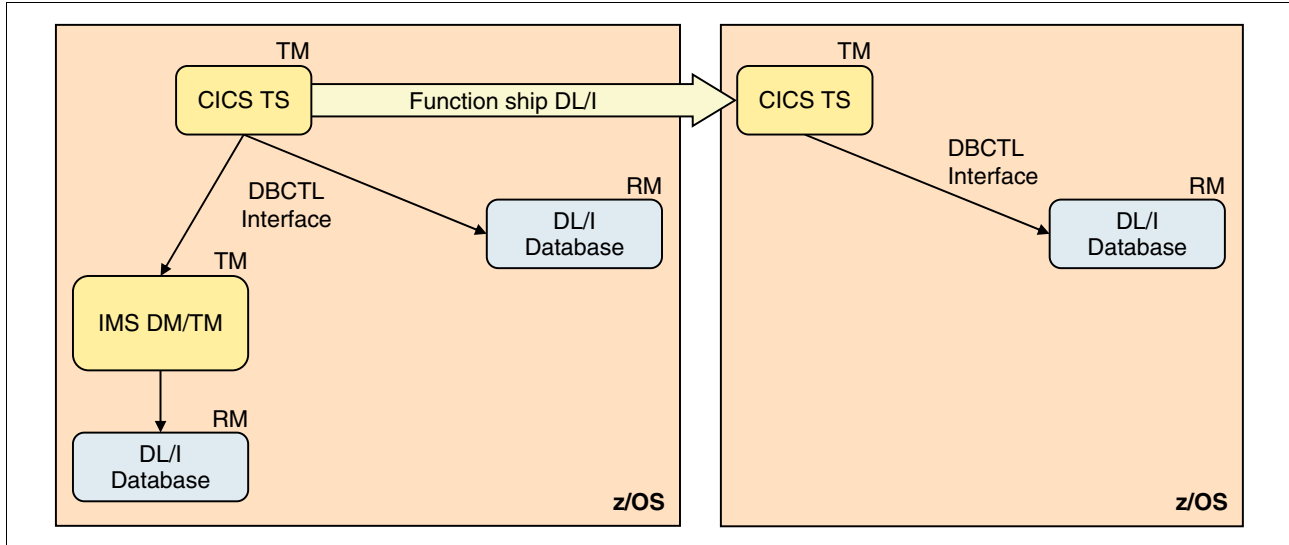 TM
CICS TS
Function ship DL/I
TM
CICS TS
DBCTL
Interface
RM
DL/I
Database
DBCTL
Interface
RM
DL/I
Database
TM
IMS DM/TM
RM
DL/I
Database
z/OS
z/OS